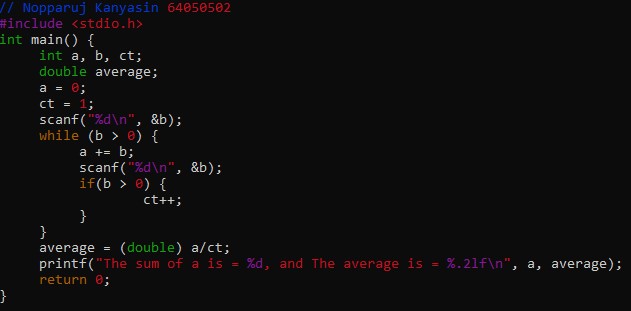 // Nopparuj Kanyasin 64050502
#include <stdio.h>
int main() {
int a, b, ct;
double average;
a = 0;
ct = 1;
scanf("%d\n", &b);
while (b > 0) {
a += b;
scanf("%d\n", &b);
if(b > 0) {
ct++;
}
}
average = (double) a/ct;
printf("The sum of a is = %d, and The average is = %.2lf\n", a, average);
return 0;
}